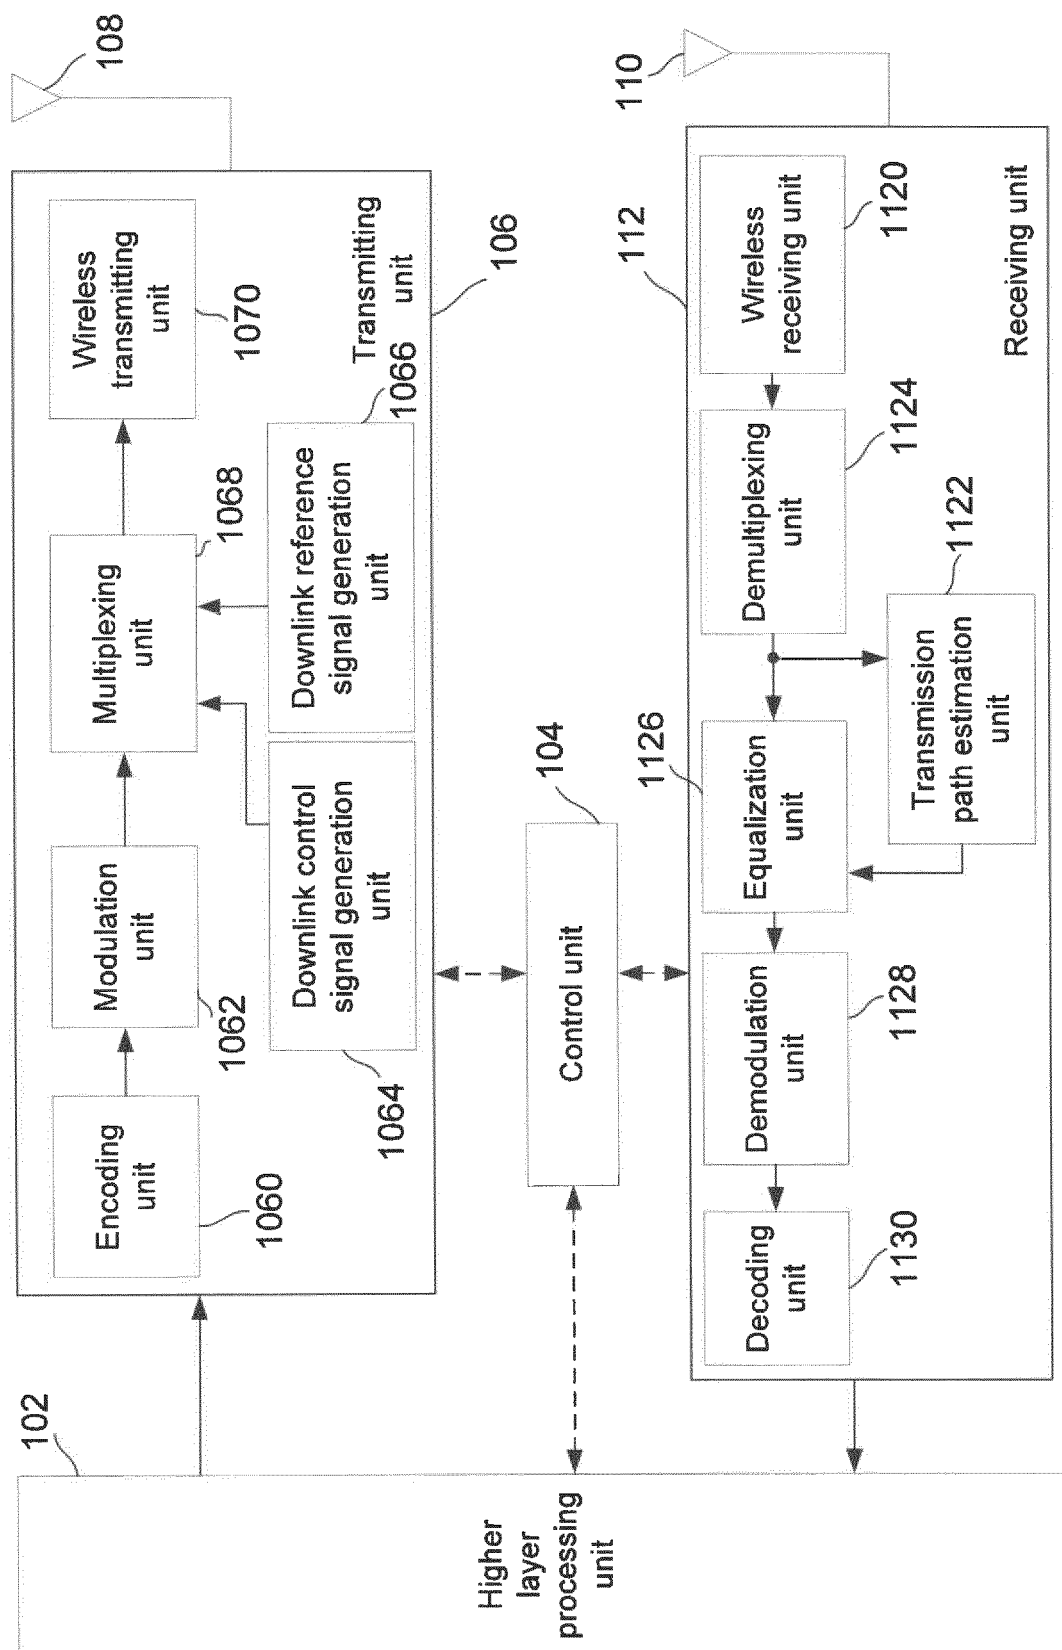 102
Higher
layer
processing
unit
Encoding
unit
1060
Modulation
unit
1062
Multiplexing
unit
1068
Wireless
transmitting
unit
1070
Downlink control
signal generation
unit
1064
Downlink reference
signal generation
unit
1066
Transmitting
unit
106
108
Control unit
104
110
112
Wireless
receiving unit
1120
Demultiplexing
unit
1124
Transmission
path estimation
unit
1122
Equalization
unit
1126
Demodulation
unit
1128
Decoding
unit
1130
Receiving unit